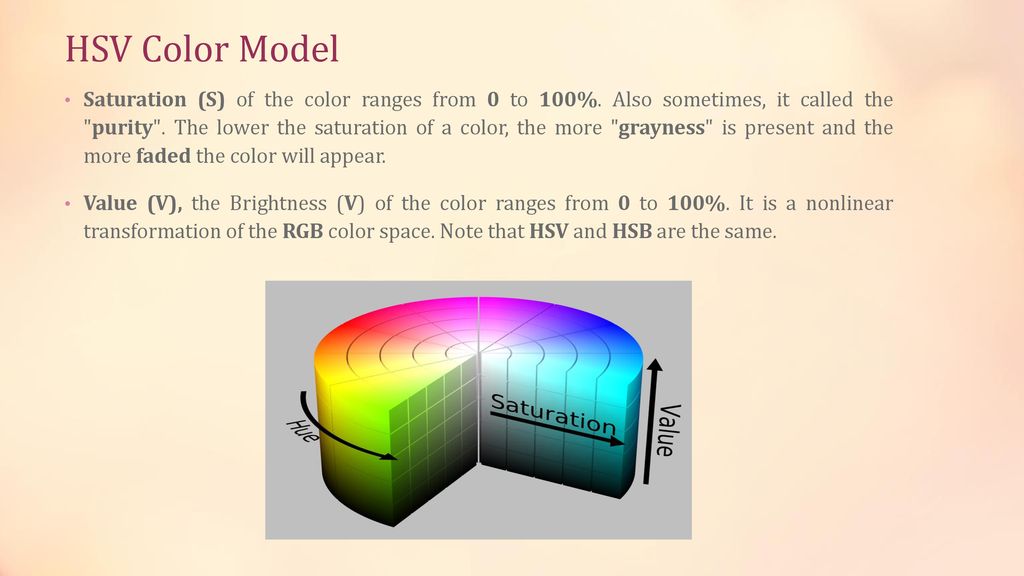 HSV Color Model
• Saturation (S) of the color ranges from 0 to 100%. Also sometimes, it called the
"purity". The lower the saturation of a color, the more "grayness" is present and the
more faded the color will appear.
• Value (V), the Brightness (V) of the color ranges from 0 to 100%. It is a nonlinear
transformation of the RGB color space. Note that HSV and HSB are the same.
Hue
Saturation
Value